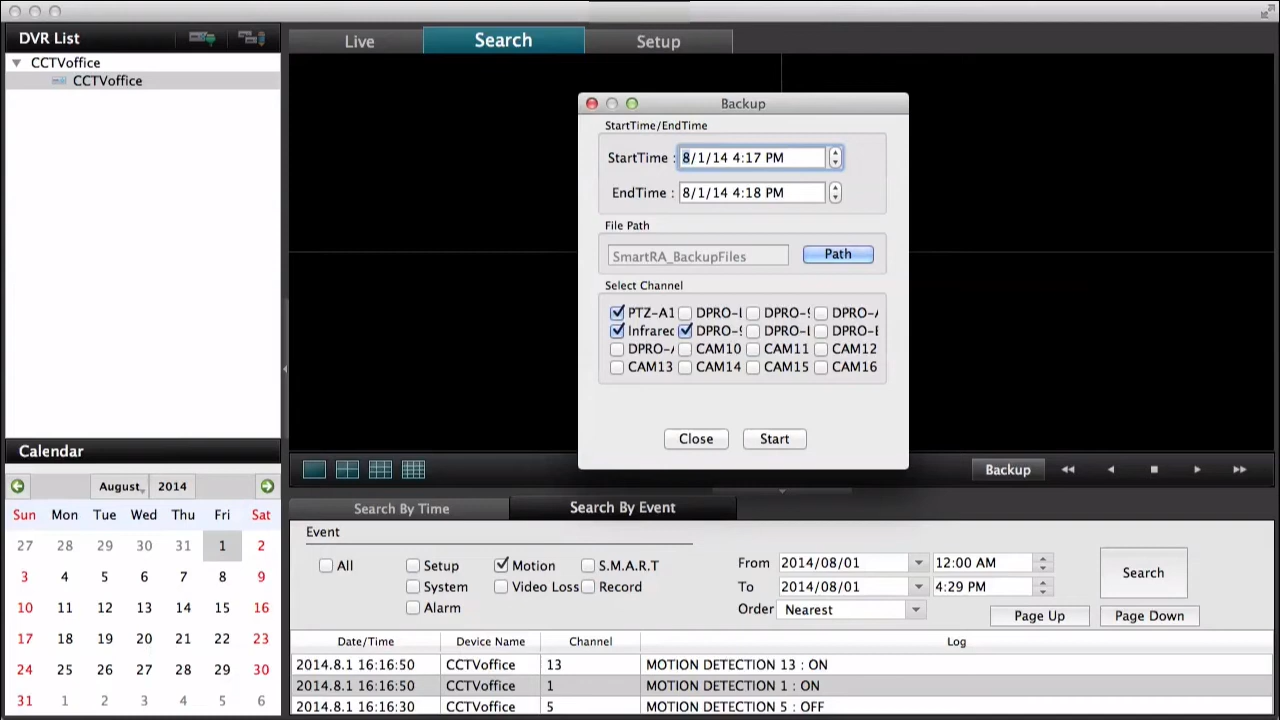 DVR List
Live Search Setup
CCTVoffice
CCTVoffice
Backup
StartTime/EndTime
StartTime : 8/1/14 4:17 PM
EndTime : 8/1/14 4:18 PM
File Path
SmartRA_BackupFiles Path
Select Channel
PTZ-A1 DPRO- DPRO- DPRO-
Infrared DPRO- DPRO- DPRO-
DPRO- CAM10 CAM11 CAM12
CAM13 CAM14 CAM15 CAM16
Close Start
Backup
Calendar
August 2014
Sun Mon Tue Wed Thu Fri Sat
27 28 29 30 31 1 2
3 4 5 6 7 8 9
10 11 12 13 14 15 16
17 18 19 20 21 22 23
24 25 26 27 28 29 30
31 1 2 3 4 5 6
Search By Time Search By Event
Event
All Setup Motion S.M.A.R.T
System Video Loss Record
Alarm
From 2014/08/01 12:00 AM
To 2014/08/01 4:29 PM
Order Nearest
Search
Page Up Page Down
Date/Time Device Name Channel Log
2014.8.1 16:16:50 CCTVoffice 13 MOTION DETECTION 13 : ON
2014.8.1 16:16:50 CCTVoffice 1 MOTION DETECTION 1 : ON
2014.8.1 16:16:30 CCTVoffice 5 MOTION DETECTION 5 : OFF